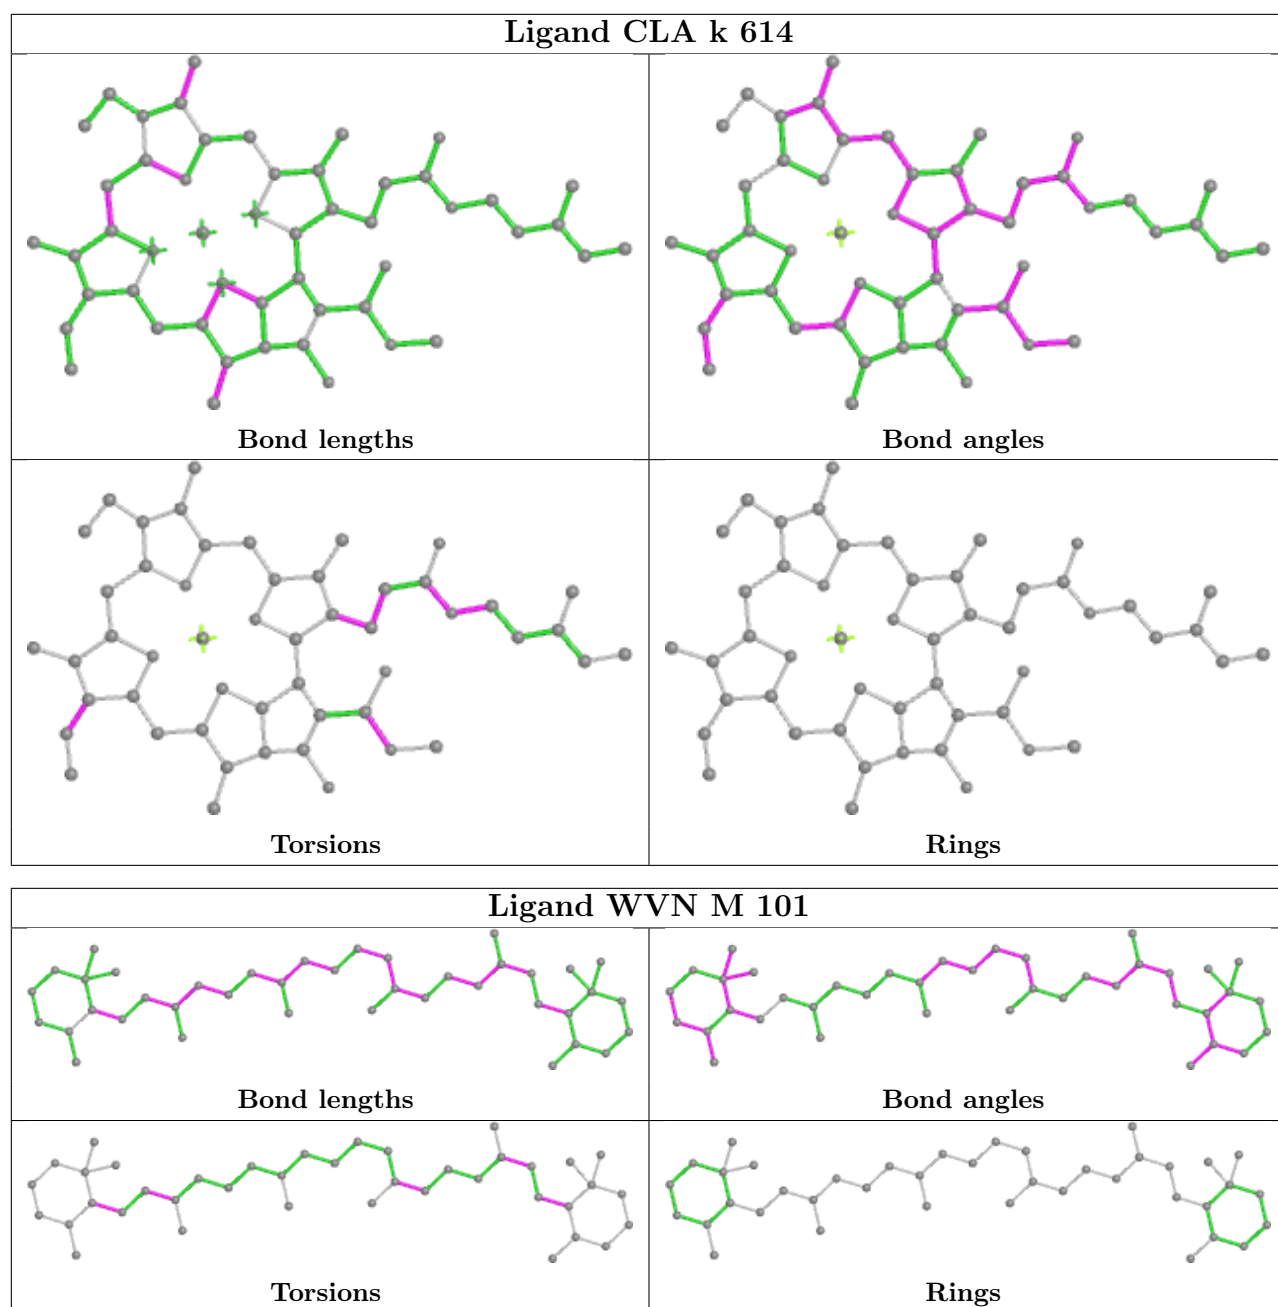 Ligand CLA k 614
Bond lengths
Bond angles
Torsions
Rings
Ligand WVN M 101
Bond lengths
Bond angles
Torsions
Rings